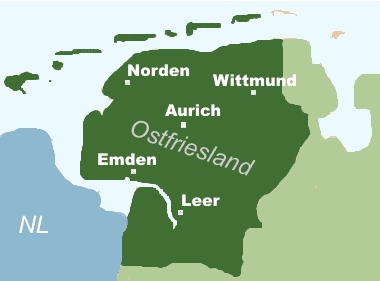 Norden
Wittmund
Aurich
Ostfriesland
Emden
Leer
NL